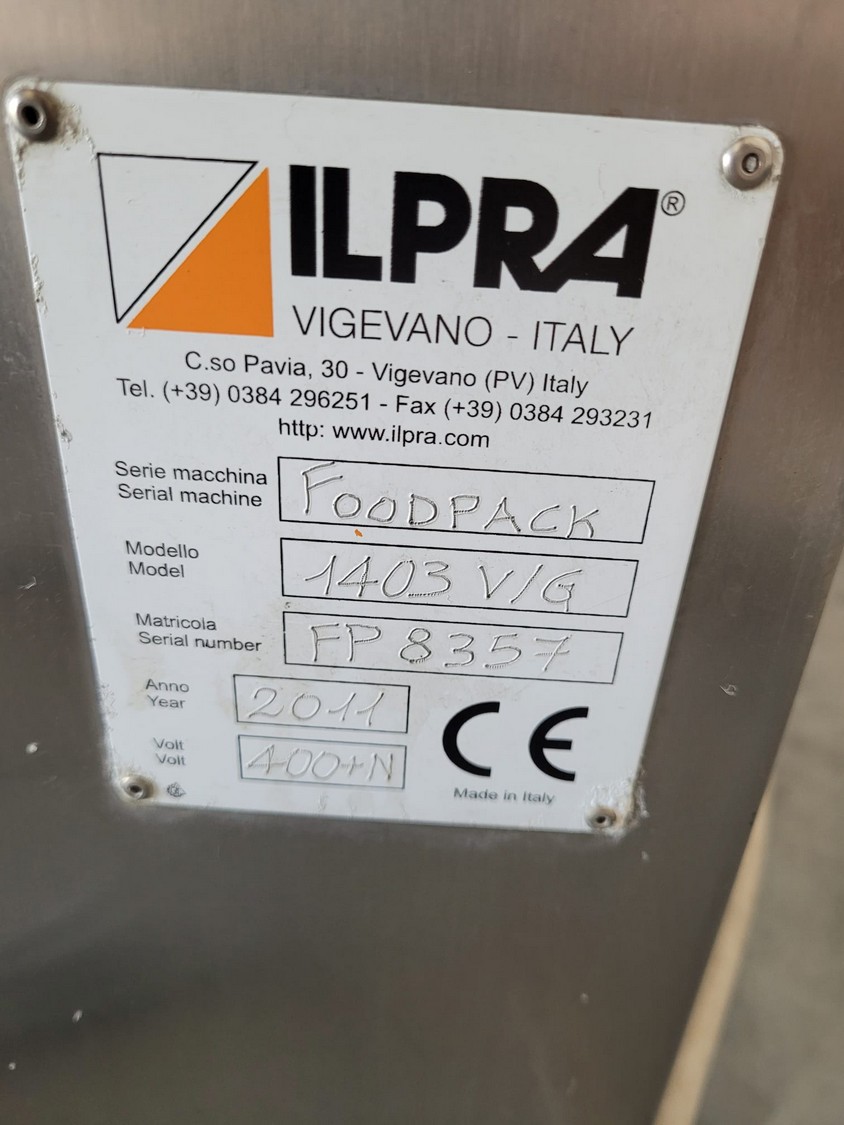 ILPRA®
VIGEVANO - ITALY
C.so Pavia, 30 - Vigevano (PV) Italy
Tel. (+39) 0384 296251 - Fax (+39) 0384 293231
http: www.ilpra.com
Serie macchina
Serial machine
FOODPACK
Modello
Model
1403 V/G
Matricola
Serial number
FP 8357
Anno
Year
2011
Volt
Volt
400+N
CE
Made in Italy